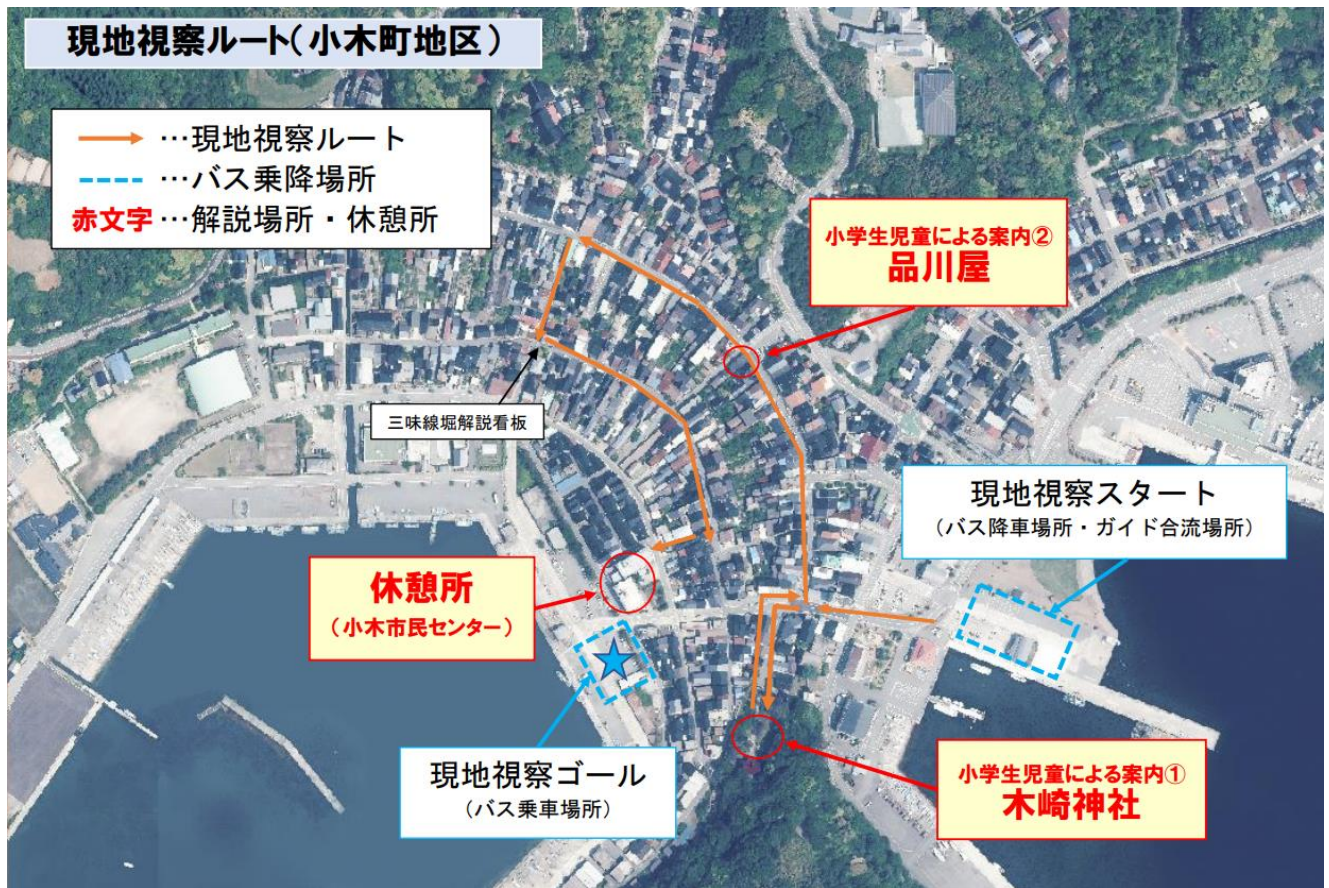 現地視察ルート（小木町地区）
…現地視察ルート
…バス乗降場所
赤文字…解説場所・休憩所
小学生児童による案内②
品川屋
三味線堀解説看板
現地視察スタート
（バス降車場所・ガイド合流場所）
休憩所
（小木市民センター）
現地視察ゴール
（バス乗車場所）
小学生児童による案内①
木崎神社